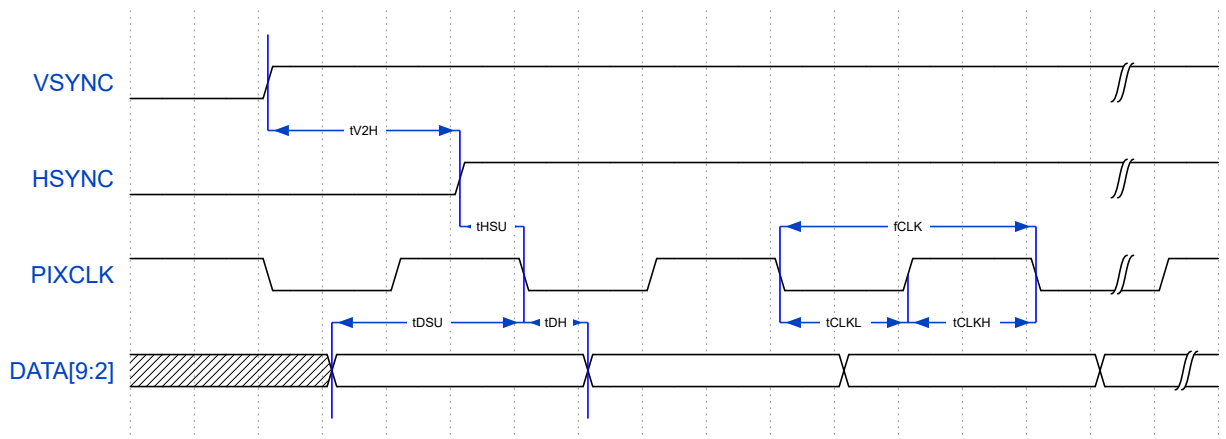 VSYNC
tV2H
HSYNC
tHSU
fCLK
PIXCLK
tDSU
tDH
tCLKL
tCLKH
DATA[9:2]